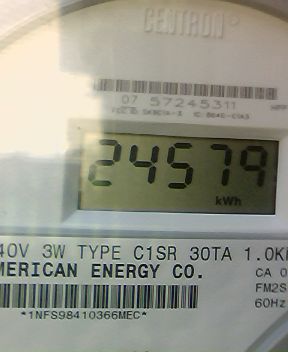 CENTRON®
07 57245311
24579
kWh
40V 3W TYPE C1SR 30TA 1.0K
MERICAN ENERGY CO.
CA 0
FM2S
60Hz
*1NFS98410366MEC*